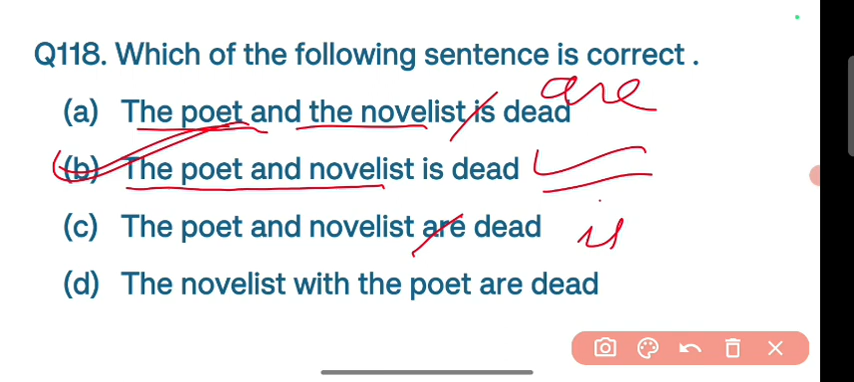 Q118. Which of the following sentence is correct .
(a) The poet and the novelist is dead are
(b) The poet and novelist is dead
(c) The poet and novelist are dead is
(d) The novelist with the poet are dead